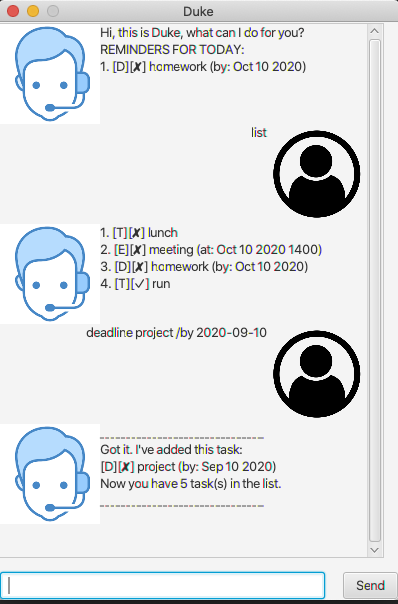 Duke
Hi, this is Duke, what can I do for you?
REMINDERS FOR TODAY:
1. [D][✘] homework (by: Oct 10 2020)
list
1. [T][✘] lunch
2. [E][✘] meeting (at: Oct 10 2020 1400)
3. [D][✘] homework (by: Oct 10 2020)
4. [T][✓] run
deadline project /by 2020-09-10
--------------------------------
Got it. I've added this task:
[D][✘] project (by: Sep 10 2020)
Now you have 5 task(s) in the list.
--------------------------------
Send